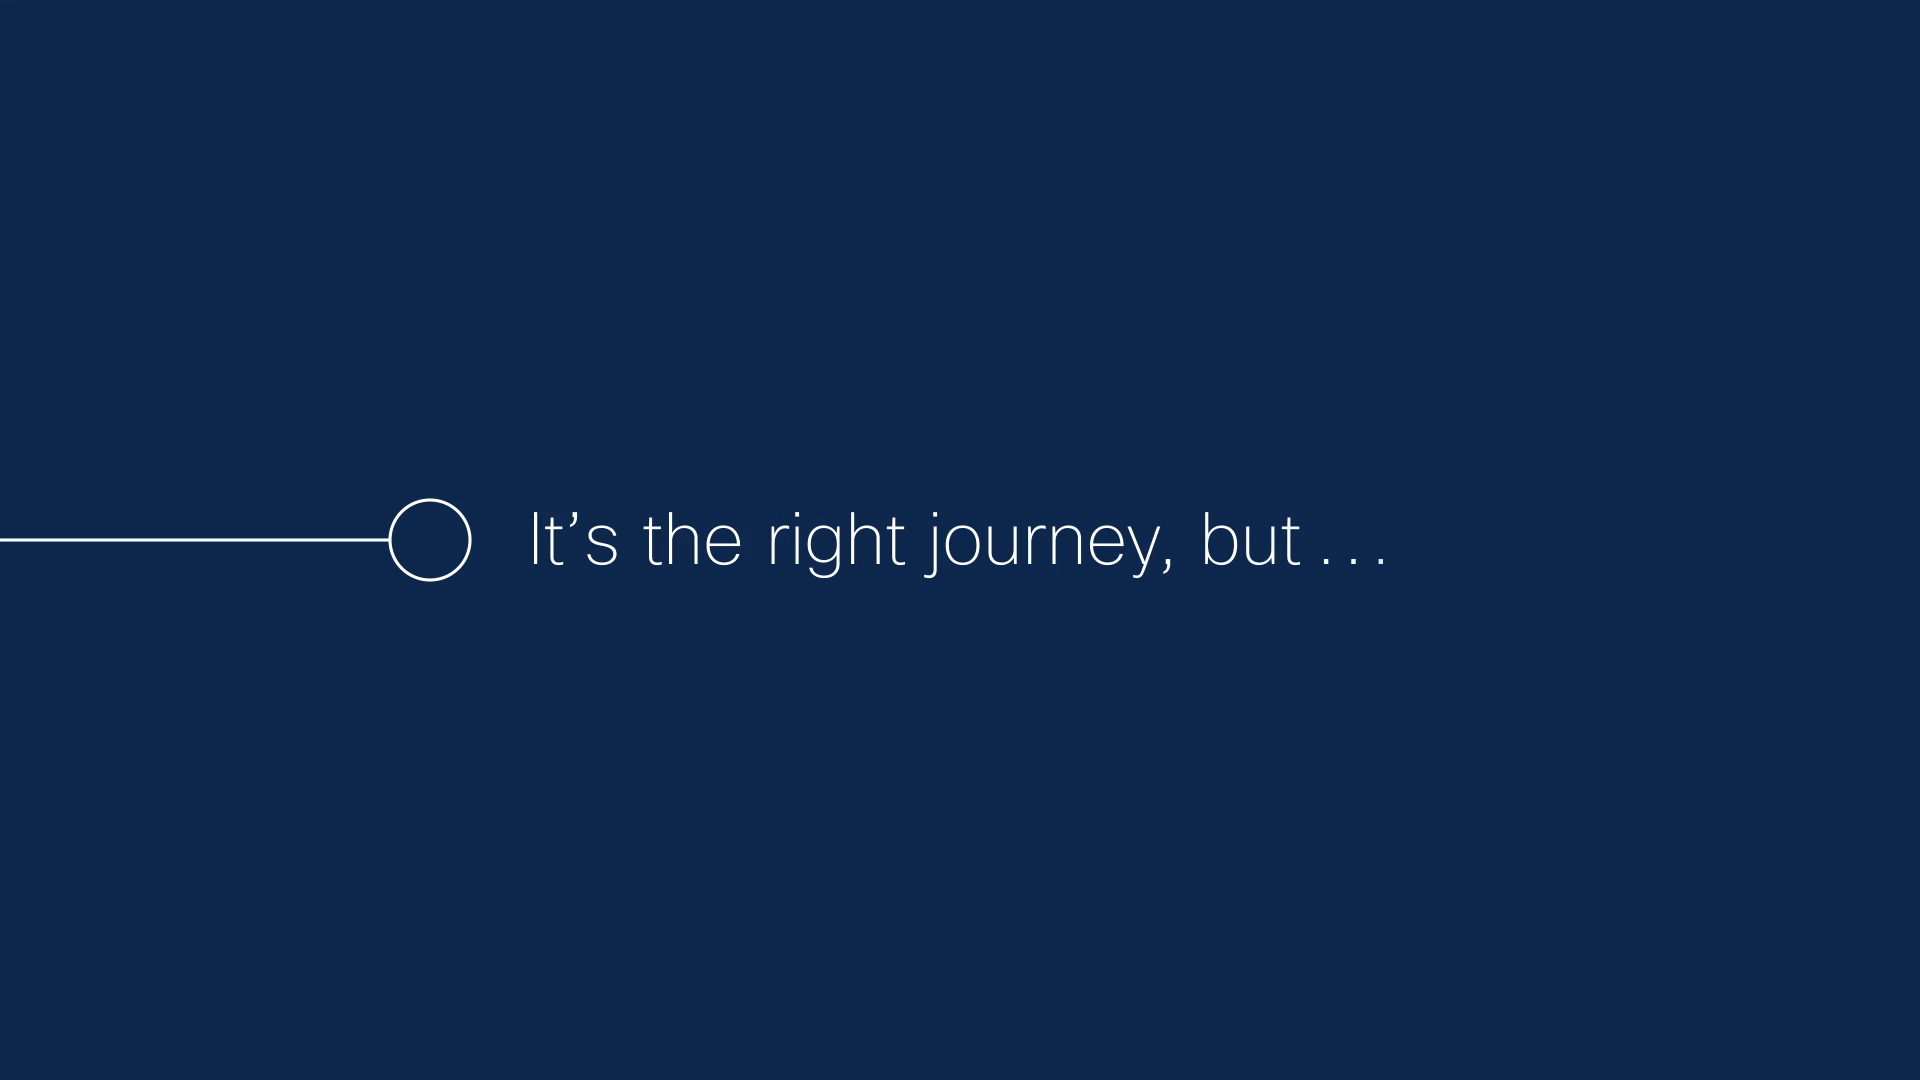 It’s the right journey, but . . .